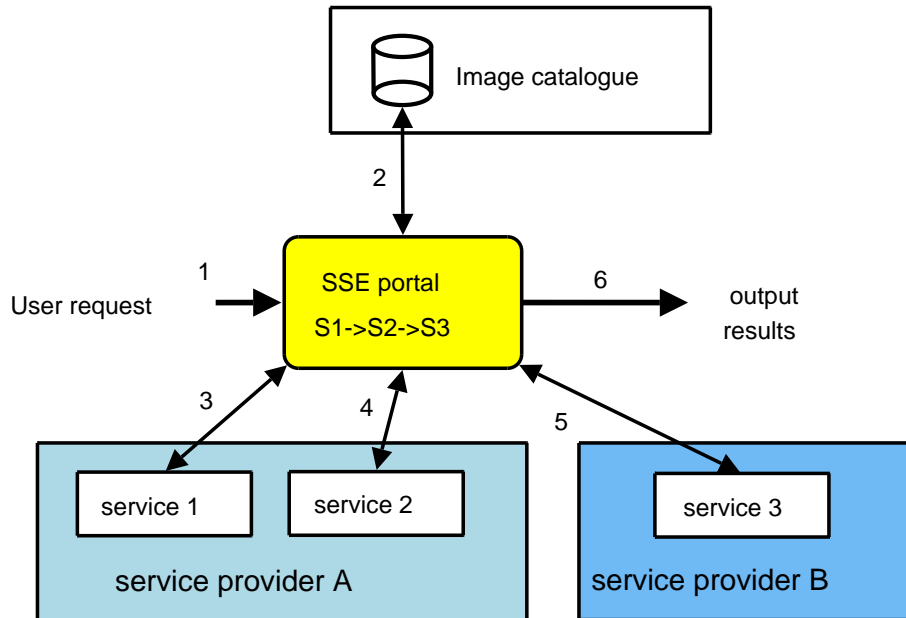 Image catalogue
2
1
SSE portal
6
User request
output
S1->S2->S3
results
3
4
5
service 1
service 2
service 3
service provider A
service provider B